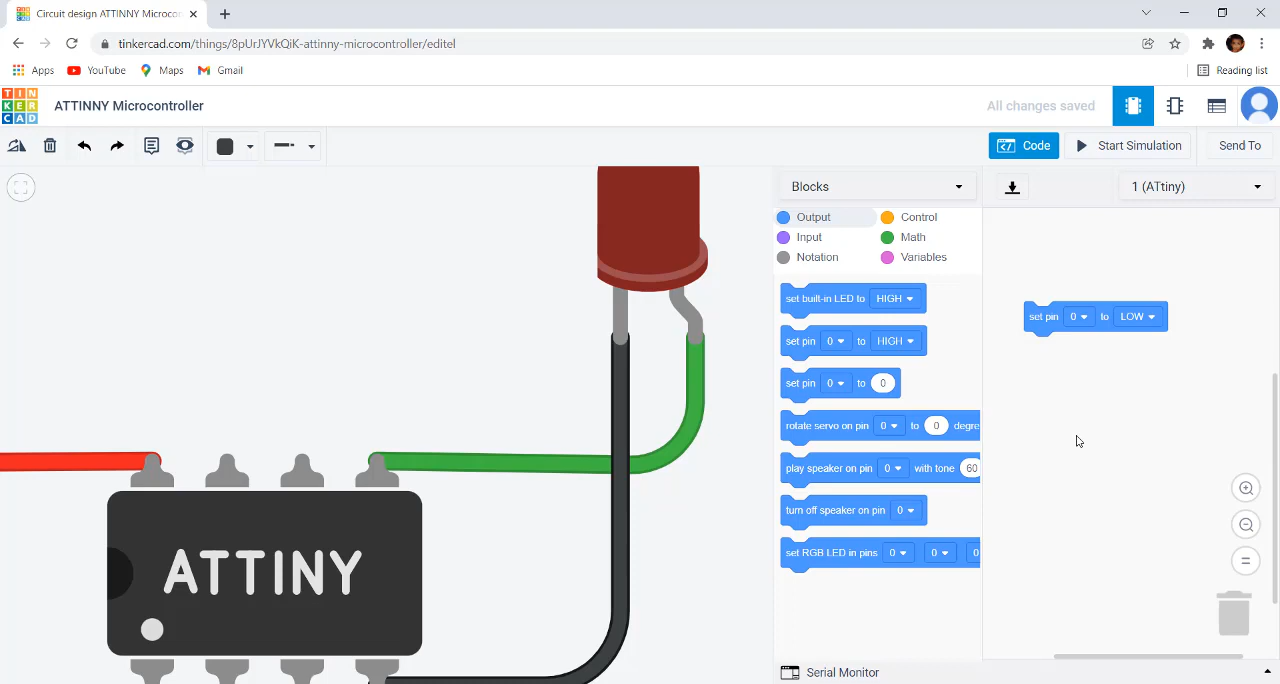 Circuit design ATTINNY Microcon
tinkercad.com/things/8pUrJYVkQiK-attinny-microcontroller/editel
Apps YouTube Maps Gmail Reading list
TIN
KER
CAD
ATTINNY Microcontroller All changes saved
Code Start Simulation Send To
Blocks 1 (ATtiny)
Output Control
Input Math
Notation Variables
set built-in LED to HIGH
set pin 0 to HIGH
set pin 0 to 0
rotate servo on pin 0 to 0 degre
play speaker on pin 0 with tone 60
turn off speaker on pin 0
set RGB LED in pins 0 0 0
set pin 0 to LOW
ATTINY
Serial Monitor